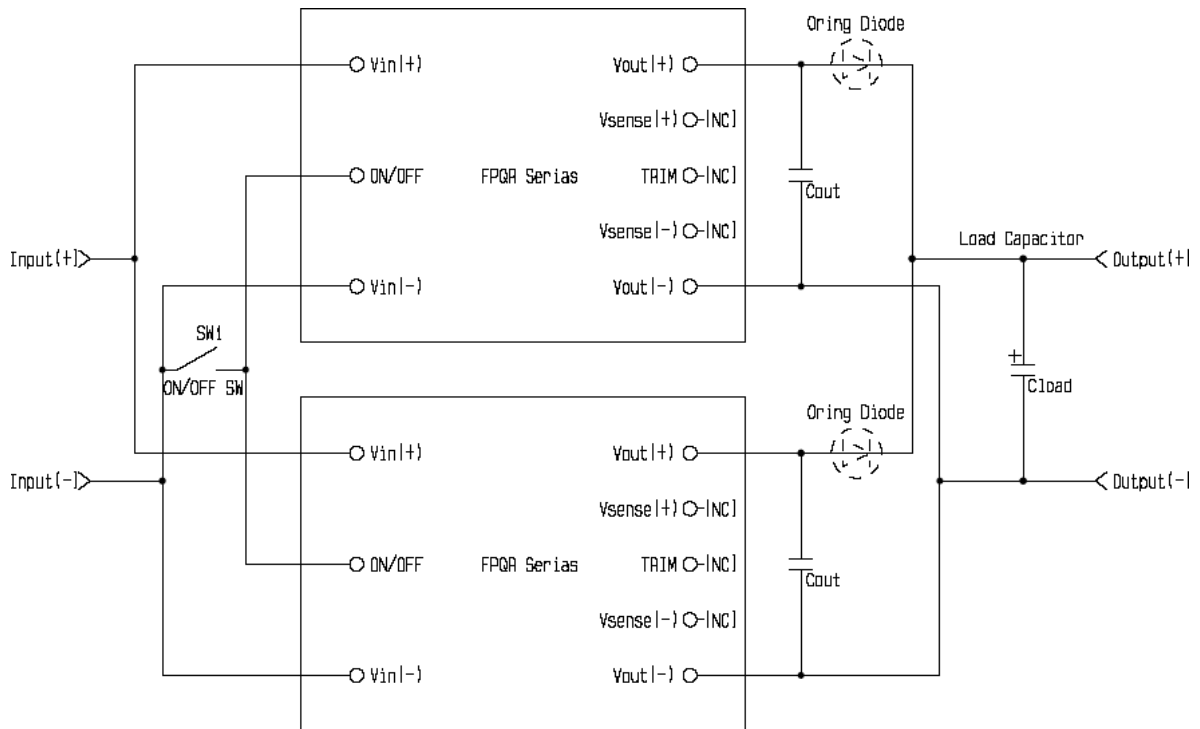 Oring Diode
Vin(+)
Vout(+)
Vsense(+)
(NC)
ON/OFF
FPQR Serias
TRIM
(NC)
Cout
Vsense(-)
(NC)
Load Capacitor
Input(+)
Output(+)
Vin(-)
Vout(-)
SW1
ON/OFF SW
+
Cload
Oring Diode
Vin(+)
Vout(+)
Input(-)
Output(-)
Vsense(+)
(NC)
ON/OFF
FPQR Serias
TRIM
(NC)
Cout
Vsense(-)
(NC)
Vin(-)
Vout(-)